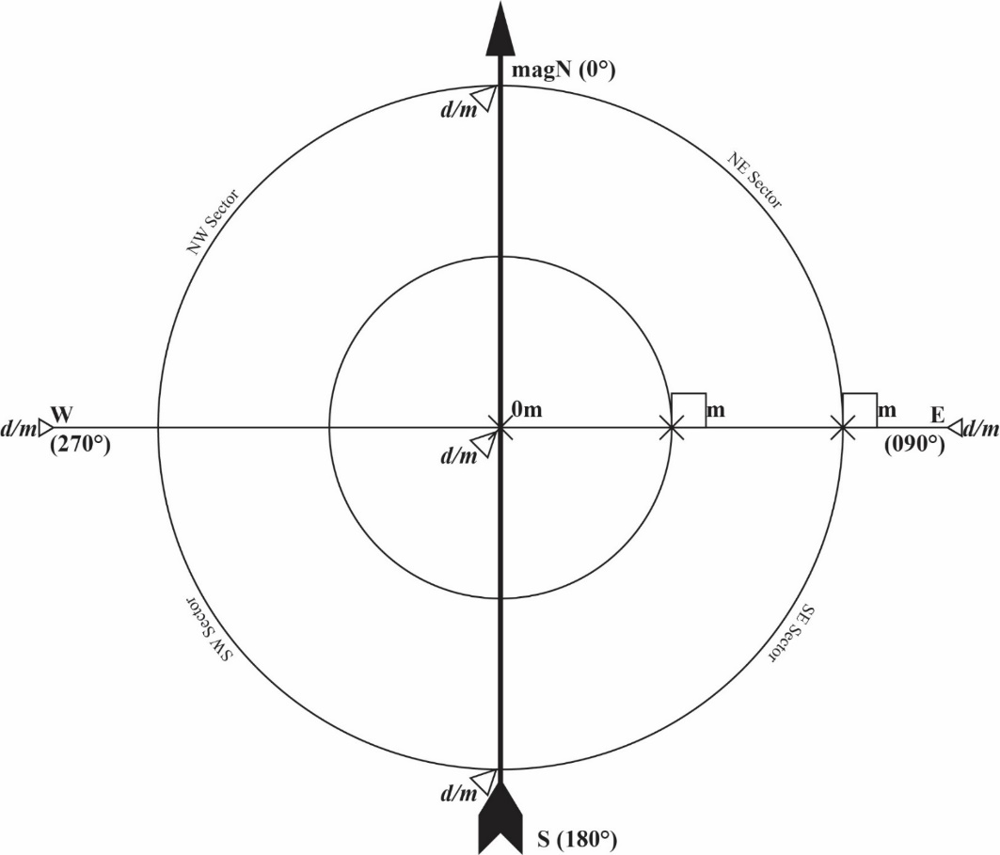 magN (0°)
d/m
NE Sector
NW Sector
0m
m
m
W
E
d/m
d/m
(270°)
(090°)
d/m
SW Sector
SE Sector
d/m
S (180°)